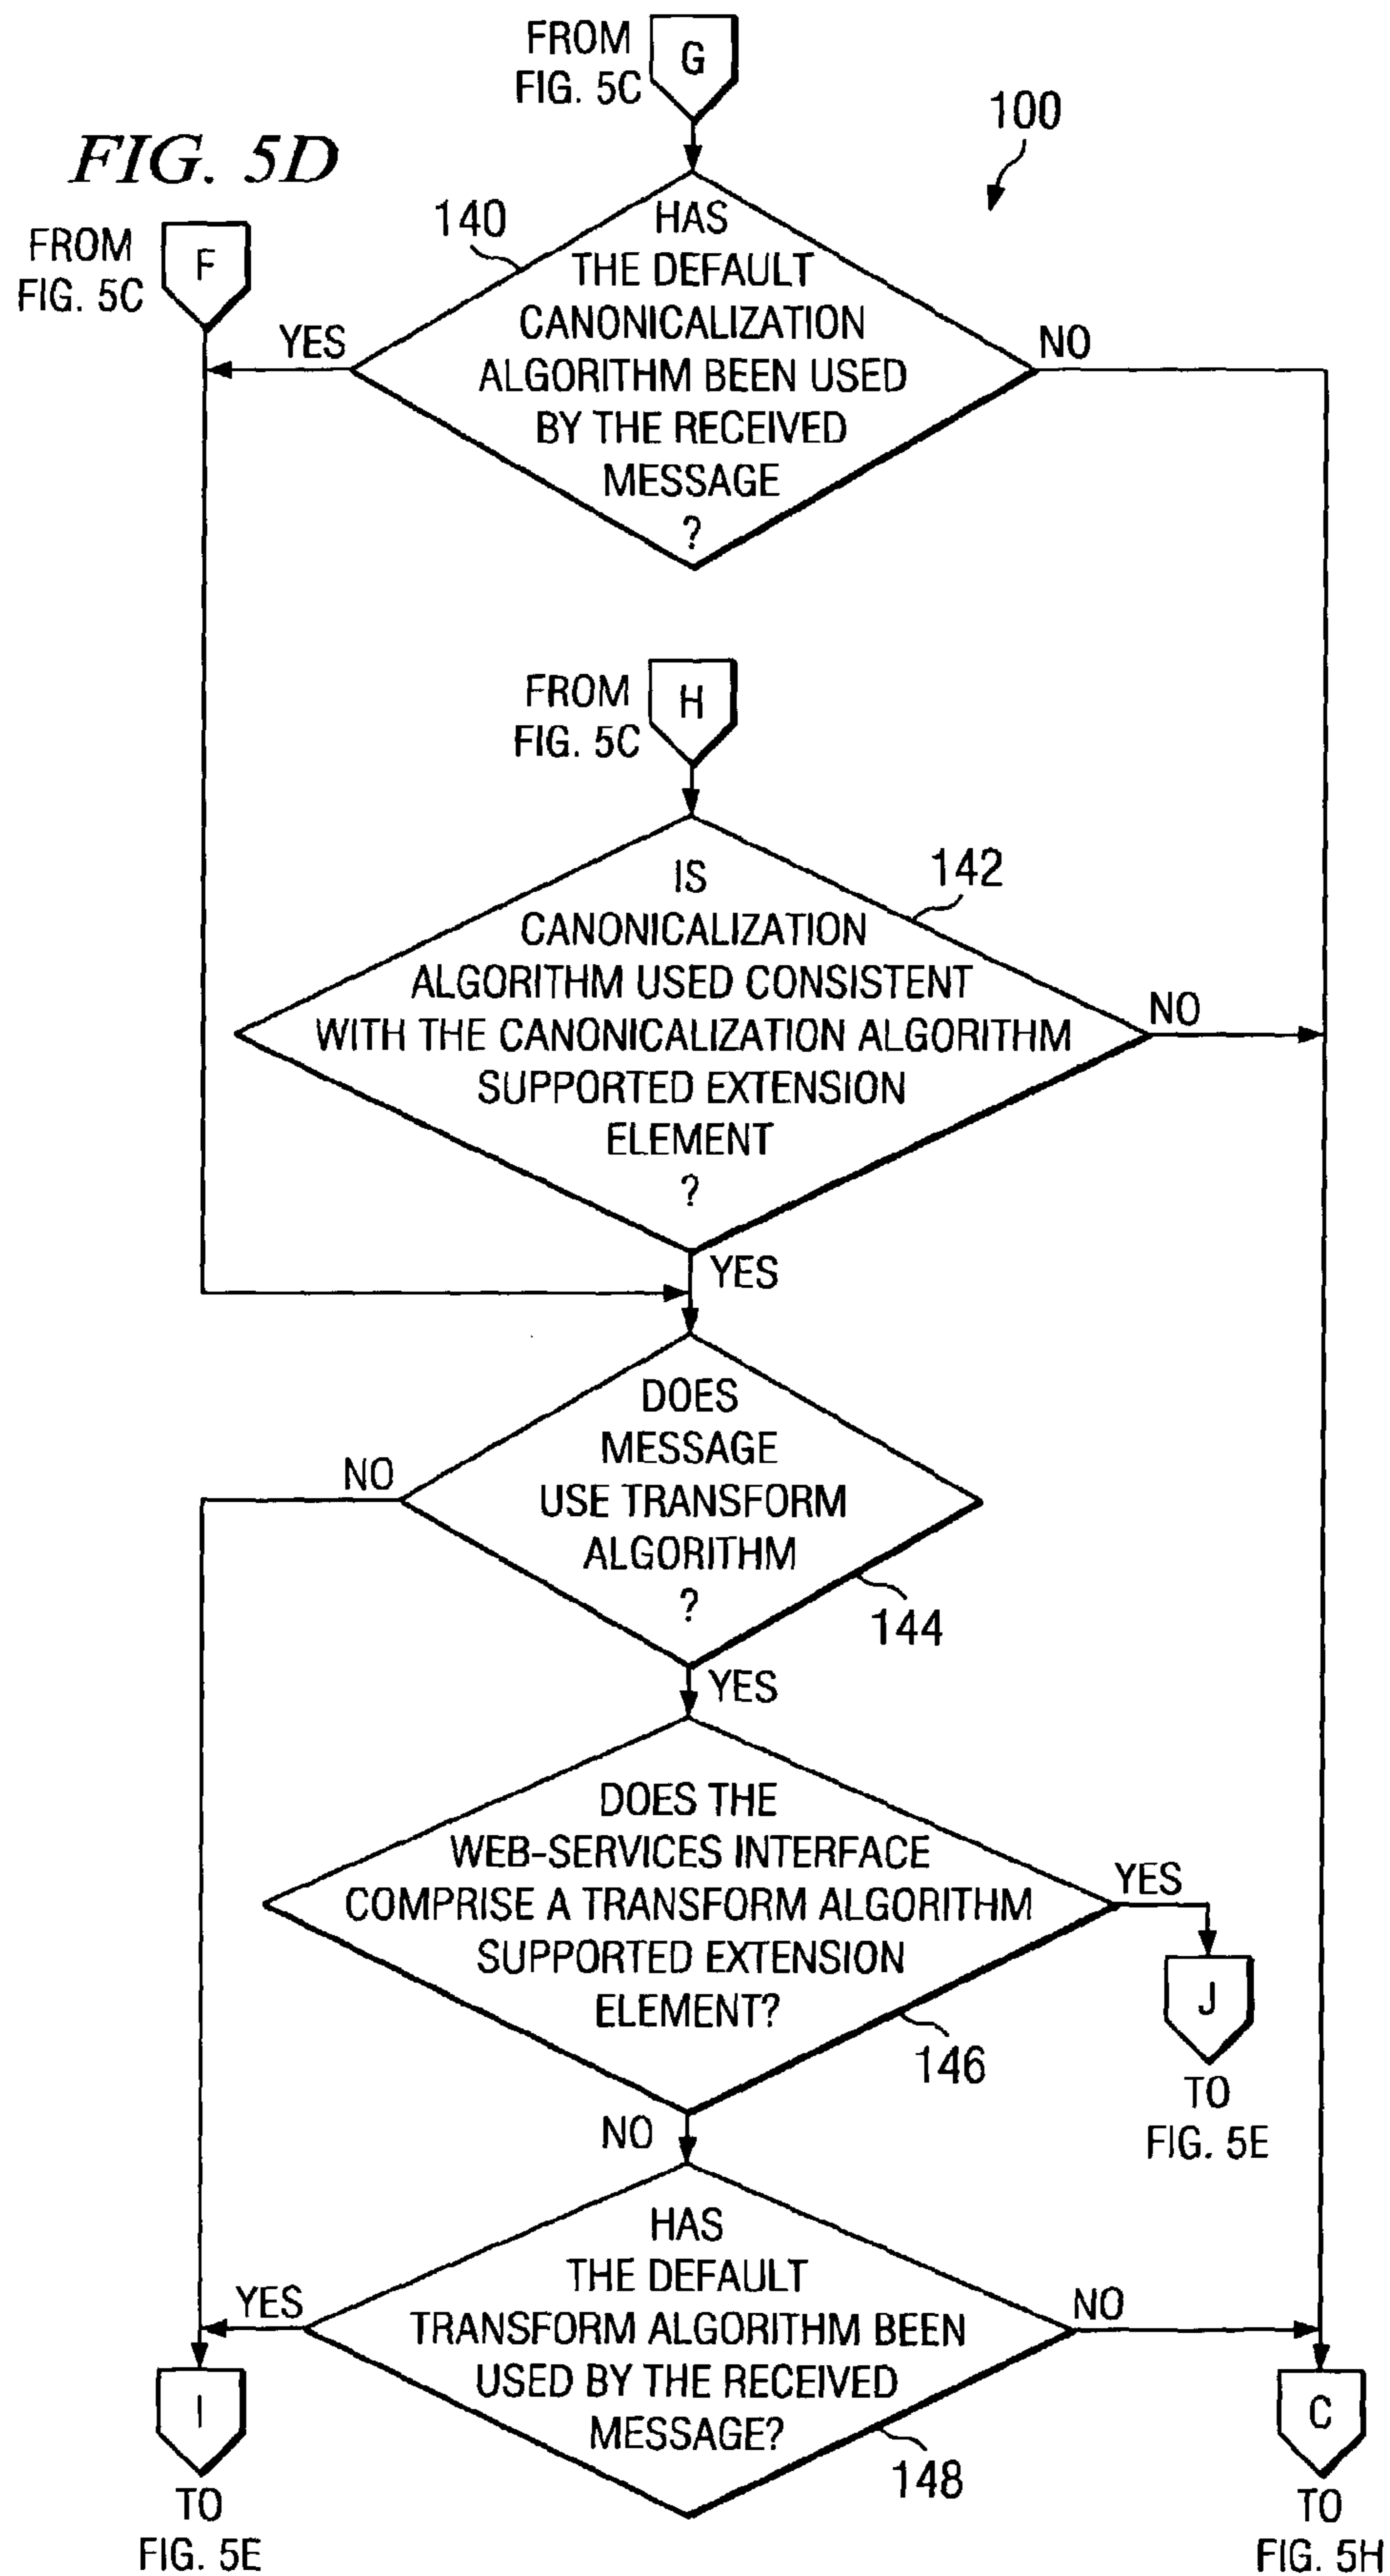 FROM
FIG. 5C
G
100
FIG. 5D
FROM
FIG. 5C
F
140
HAS
THE DEFAULT
CANONICALIZATION
ALGORITHM BEEN USED
BY THE RECEIVED
MESSAGE
?
YES
NO
FROM
FIG. 5C
H
142
IS
CANONICALIZATION
ALGORITHM USED CONSISTENT
WITH THE CANONICALIZATION ALGORITHM
SUPPORTED EXTENSION
ELEMENT
?
NO
YES
DOES
MESSAGE
USE TRANSFORM
ALGORITHM
?
NO
144
YES
DOES THE
WEB-SERVICES INTERFACE
COMPRISE A TRANSFORM ALGORITHM
SUPPORTED EXTENSION
ELEMENT?
YES
J
TO
FIG. 5E
146
NO
HAS
THE DEFAULT
TRANSFORM ALGORITHM BEEN
USED BY THE RECEIVED
MESSAGE?
YES
NO
148
I
TO
FIG. 5E
C
TO
FIG. 5H